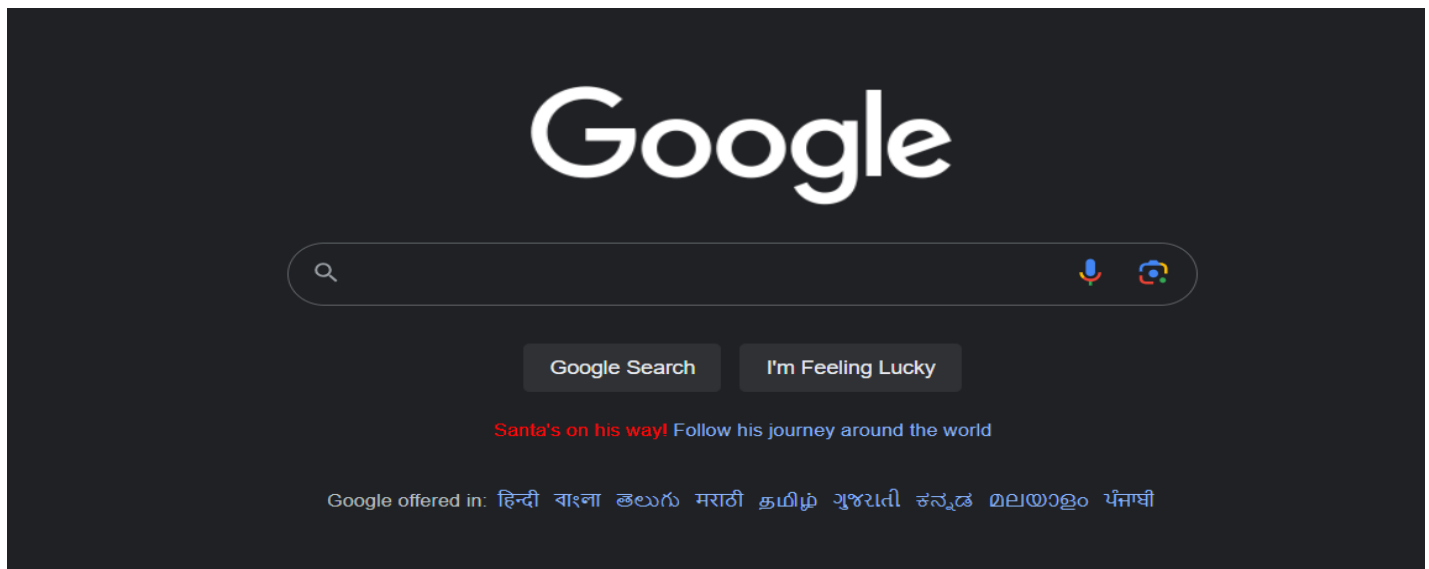 Google
Google Search I'm Feeling Lucky
Santa's on his way! Follow his journey around the world
Google offered in: हिन्दी বাংলা తెలుగు मराठी தமிழ் ગુજરાતી ಕನ್ನಡ മലയാളം ਪੰਜਾਬੀ